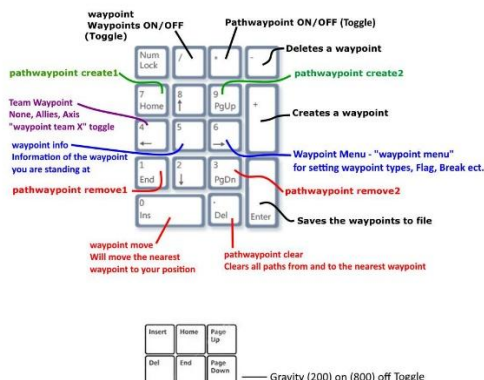 waypoint
Waypoints ON/OFF
(Toggle)
Pathwaypoint ON/OFF (Toggle)
Deletes a waypoint
Num
Lock
/
*
-
pathwaypoint create1
pathwaypoint create2
7
Home
8
9
PgUp
+
Creates a waypoint
Team Waypoint
None, Allies, Axis
"waypoint team X" toggle
4
5
6
waypoint info
Information of the waypoint
you are standing at
Waypoint Menu - "waypoint menu"
for setting waypoint types, Flag, Break ect.
1
End
2
3
PgDn
pathwaypoint remove1
pathwaypoint remove2
0
Ins
.
Del
Enter
Saves the waypoints to file
waypoint move
Will move the nearest
waypoint to your position
pathwaypoint clear
Clears all paths from and to the nearest waypoint
Insert
Home
Page
Up
Del
End
Page
Down
Gravity (200) on (800) off Toggle